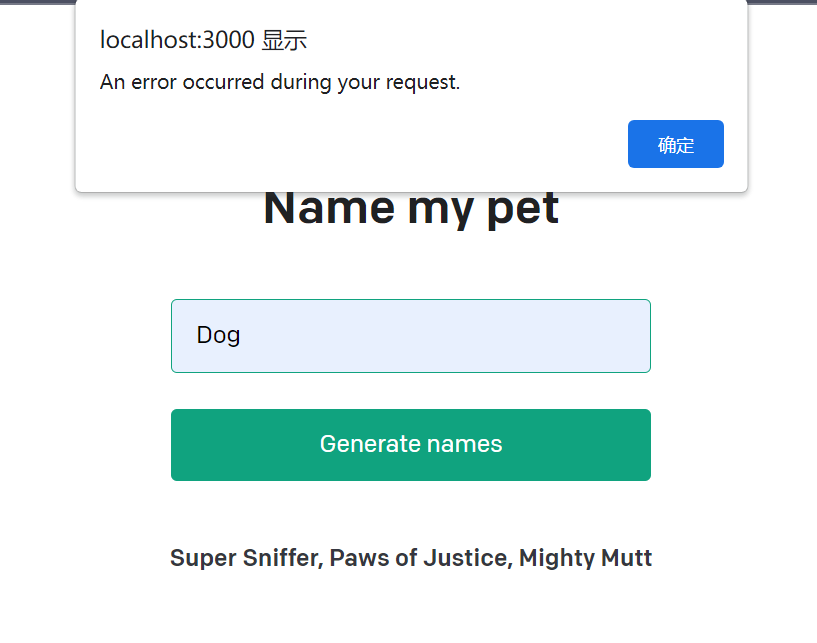 localhost:3000 显示
An error occurred during your request.
确定
Name my pet
Dog
Generate names
Super Sniffer, Paws of Justice, Mighty Mutt